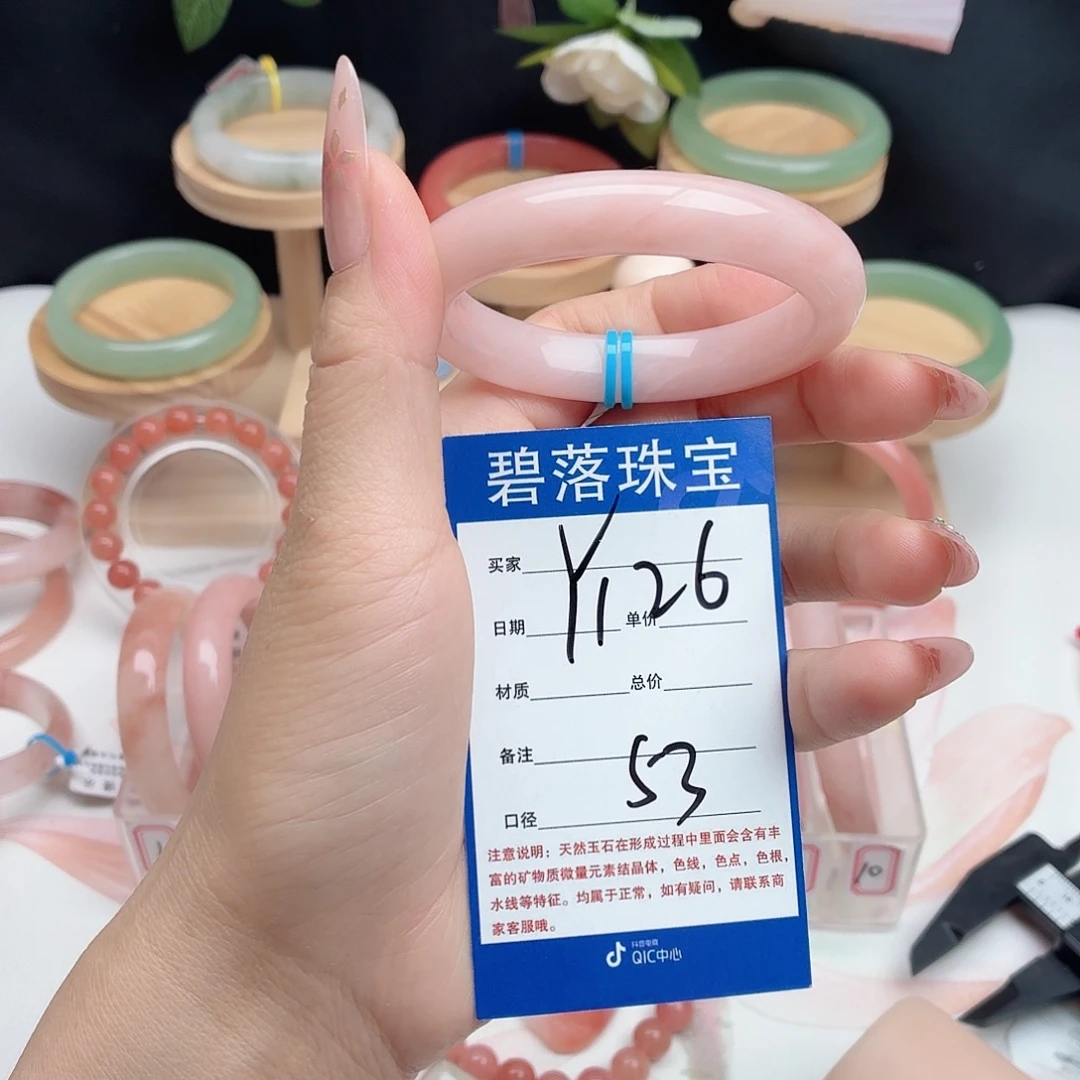 碧落珠宝
Y126
买家
日期 单价
材质 总价
备注
53
口径
注意说明：天然玉石在形成过程中里面会含有丰
富的矿物质微量元素结晶体，色线，色点，色根，
水线等特征。均属于正常，如有疑问，请联系商
家客服哦。
抖音电商
QIC中心
10